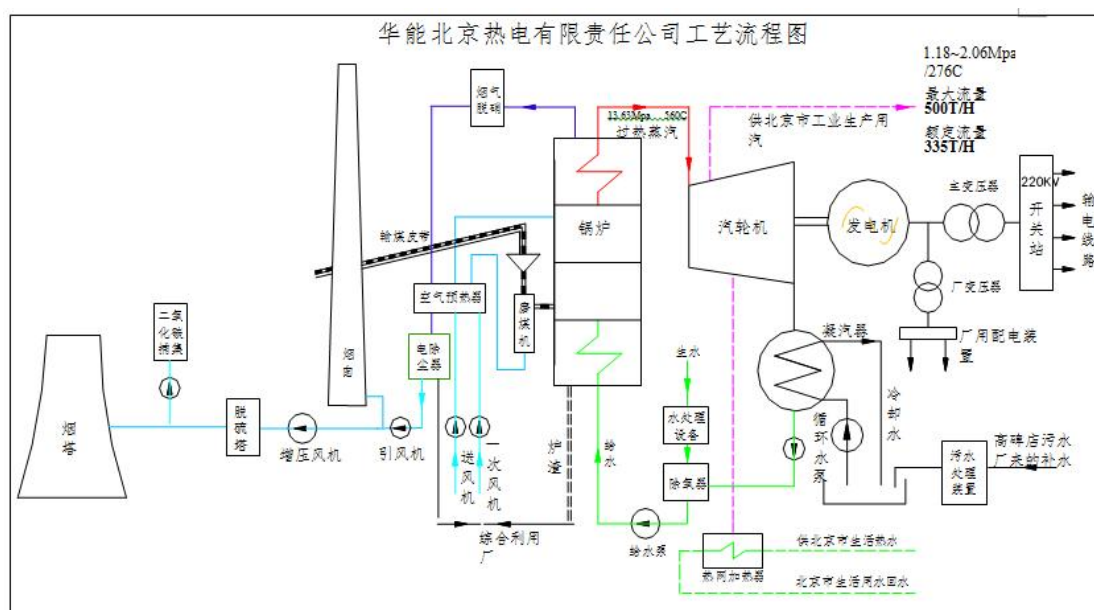 华能北京热电有限责任公司工艺流程图
1.18~2.06Mpa
/276C
最大流量
500T/H
额定流量
335T/H
烟气
脱硝
13.63Mpa 560C
过热蒸汽
供北京市工业生产用
汽
220KV
开
关
站
输
电
线
路
主变压器
发电机
汽轮机
锅炉
输煤皮带
厂变压器
空气预热器
磨
煤
机
二氧
化碳
捕集
电除
尘器
烟
囱
凝汽器
厂用配电装
置
生水
烟
塔
脱
硫
塔
水处理
设备
冷
却
水
循
环
水
泵
高碑店污水
厂来的补水
污水
处理
装置
增压风机
引风机
送
风
机
一
次
风
机
炉
渣
给
水
除氧器
综合利用
厂
给水泵
热网加热器
供北京市生活热水
北京市生活用水回水